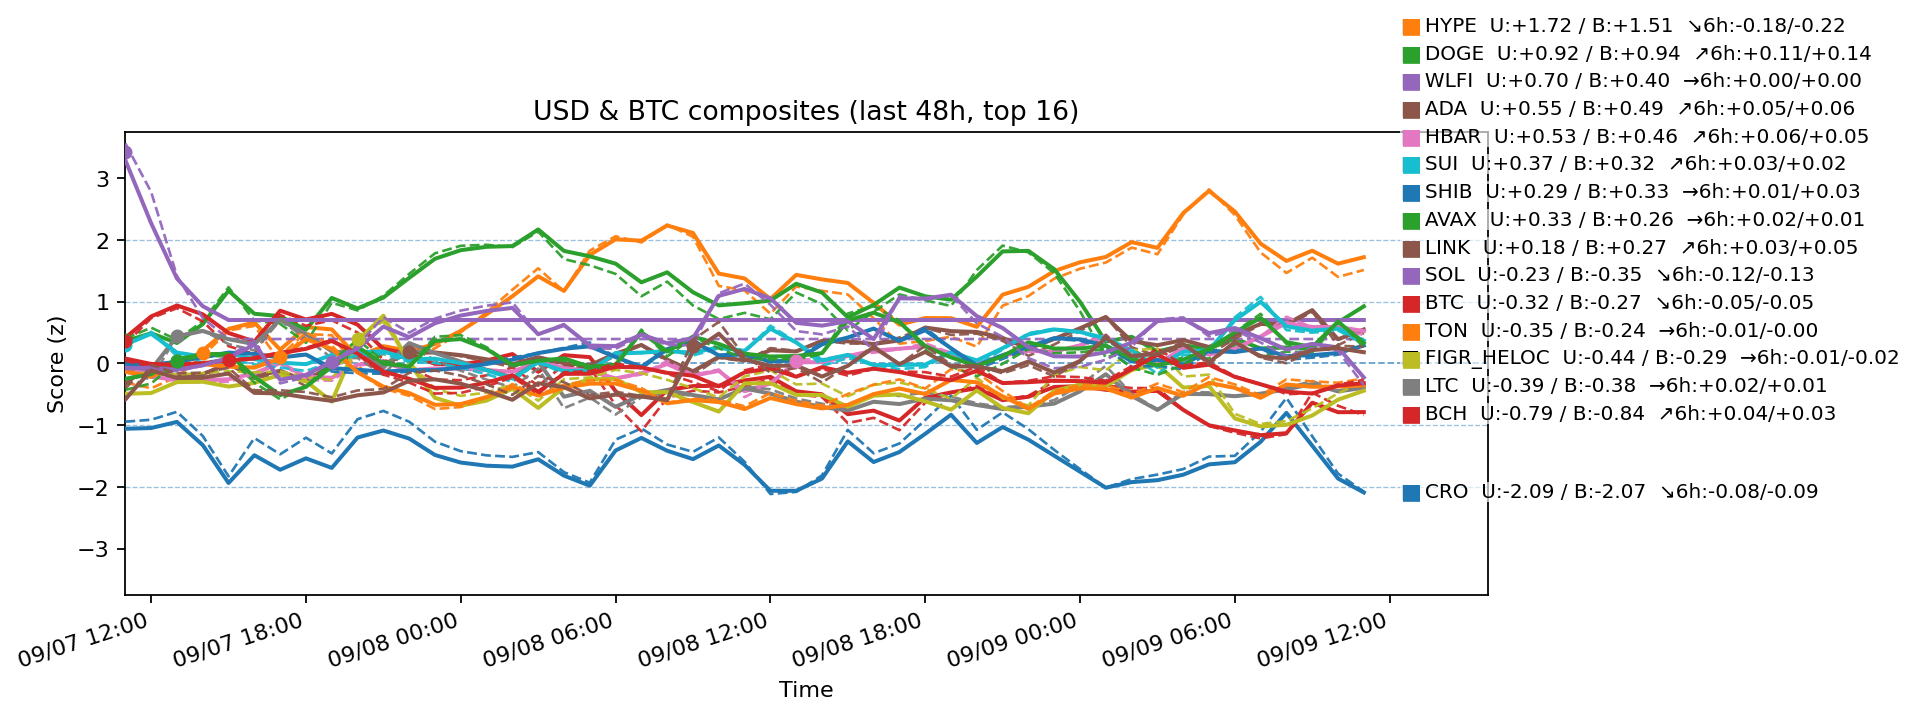 HYPE  U:+1.72 / B:+1.51  ↘6h:-0.18/-0.22
DOGE  U:+0.92 / B:+0.94  ↗6h:+0.11/+0.14
WLFI  U:+0.70 / B:+0.40  →6h:+0.00/+0.00
ADA  U:+0.55 / B:+0.49  ↗6h:+0.05/+0.06
HBAR  U:+0.53 / B:+0.46  ↗6h:+0.06/+0.05
SUI  U:+0.37 / B:+0.32  ↗6h:+0.03/+0.02
SHIB  U:+0.29 / B:+0.33  →6h:+0.01/+0.03
AVAX  U:+0.33 / B:+0.26  →6h:+0.02/+0.01
LINK  U:+0.18 / B:+0.27  ↗6h:+0.03/+0.05
SOL  U:-0.23 / B:-0.35  ↘6h:-0.12/-0.13
BTC  U:-0.32 / B:-0.27  ↘6h:-0.05/-0.05
TON  U:-0.35 / B:-0.24  →6h:-0.01/-0.00
FIGR_HELOC  U:-0.44 / B:-0.29  →6h:-0.01/-0.02
LTC  U:-0.39 / B:-0.38  →6h:+0.02/+0.01
BCH  U:-0.79 / B:-0.84  ↗6h:+0.04/+0.03
CRO  U:-2.09 / B:-2.07  ↘6h:-0.08/-0.09
USD & BTC composites (last 48h, top 16)
Score (z)
3
2
1
0
−1
−2
−3
09/07 12:00
09/07 18:00
09/08 00:00
09/08 06:00
09/08 12:00
09/08 18:00
09/09 00:00
09/09 06:00
09/09 12:00
Time